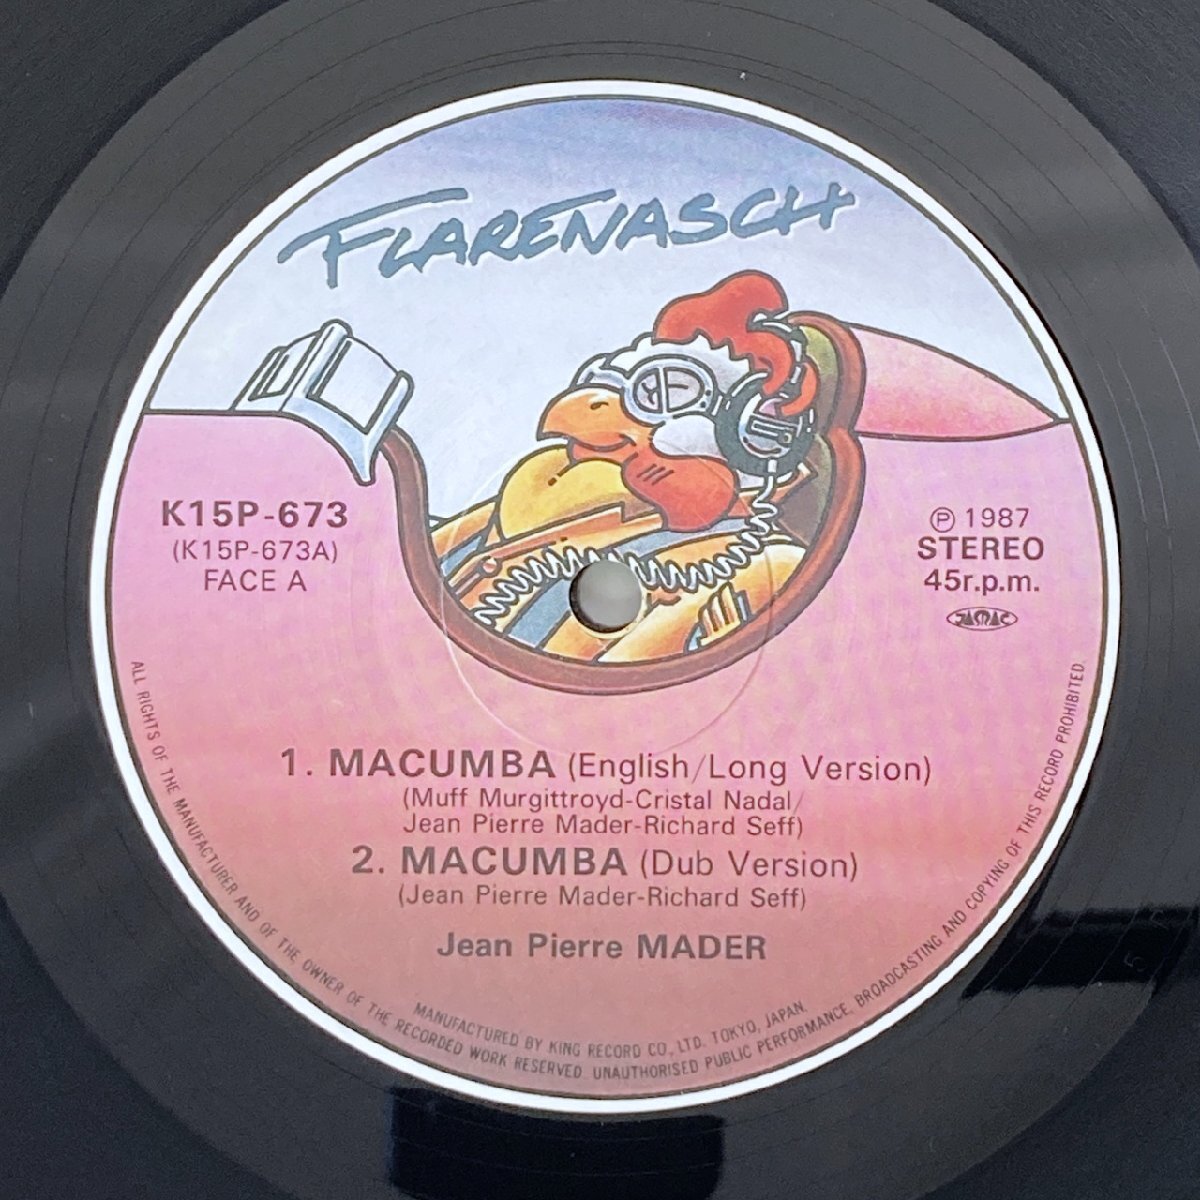 FLARENASCH
K15P-673
(K15P-673A)
FACE A
Ⓟ 1987
STEREO
45r.p.m.
JASRAC
1. MACUMBA (English/Long Version)
(Muff Murgittroyd-Cristal Nadal/
Jean Pierre Mader-Richard Seff)
2. MACUMBA (Dub Version)
(Jean Pierre Mader-Richard Seff)
Jean Pierre MADER
MANUFACTURED BY KING RECORD CO., LTD. TOKYO, JAPAN.
ALL RIGHTS OF THE MANUFACTURER AND OF THE OWNER OF THE RECORDED WORK RESERVED. UNAUTHORISED PUBLIC PERFORMANCE, BROADCASTING AND COPYING OF THIS RECORD PROHIBITED.